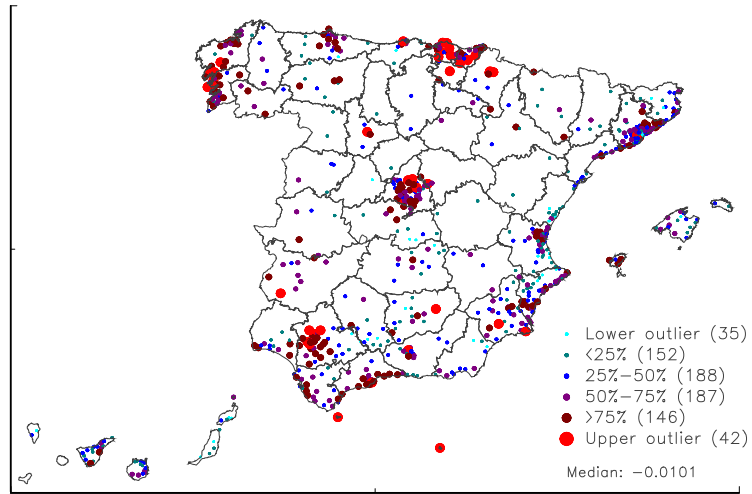 Lower outlier (35)
<25% (152)
25%−50% (188)
50%−75% (187)
>75% (146)
Upper outlier (42)
Median: −0.0101